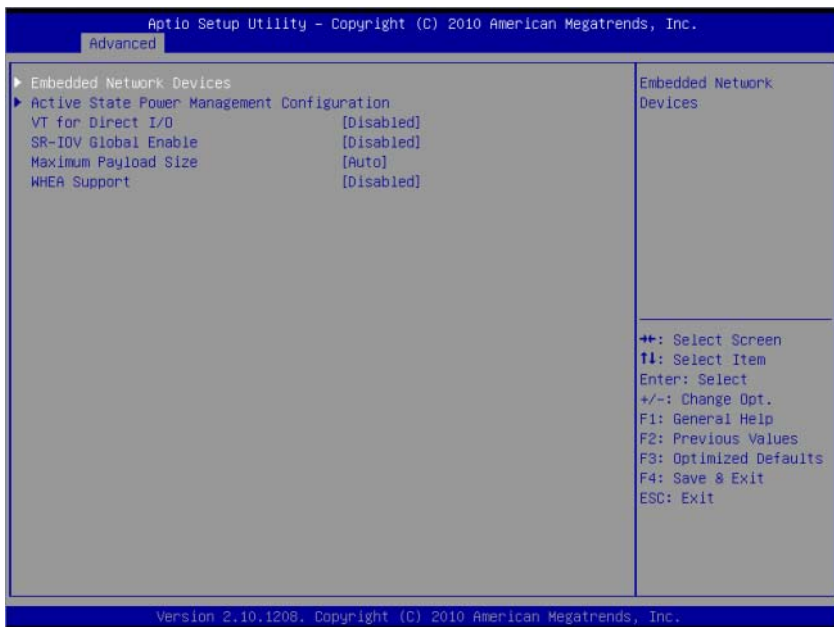 Aptio Setup Utility – Copyright (C) 2010 American Megatrends, Inc.
Advanced
Embedded Network Devices
Active State Power Management Configuration
VT for Direct I/O [Disabled]
SR-IOV Global Enable [Disabled]
Maximum Payload Size [Auto]
WHEA Support [Disabled]
Embedded Network
Devices
→←: Select Screen
↑↓: Select Item
Enter: Select
+/-: Change Opt.
F1: General Help
F2: Previous Values
F3: Optimized Defaults
F4: Save & Exit
ESC: Exit
Version 2.10.1208. Copyright (C) 2010 American Megatrends, Inc.